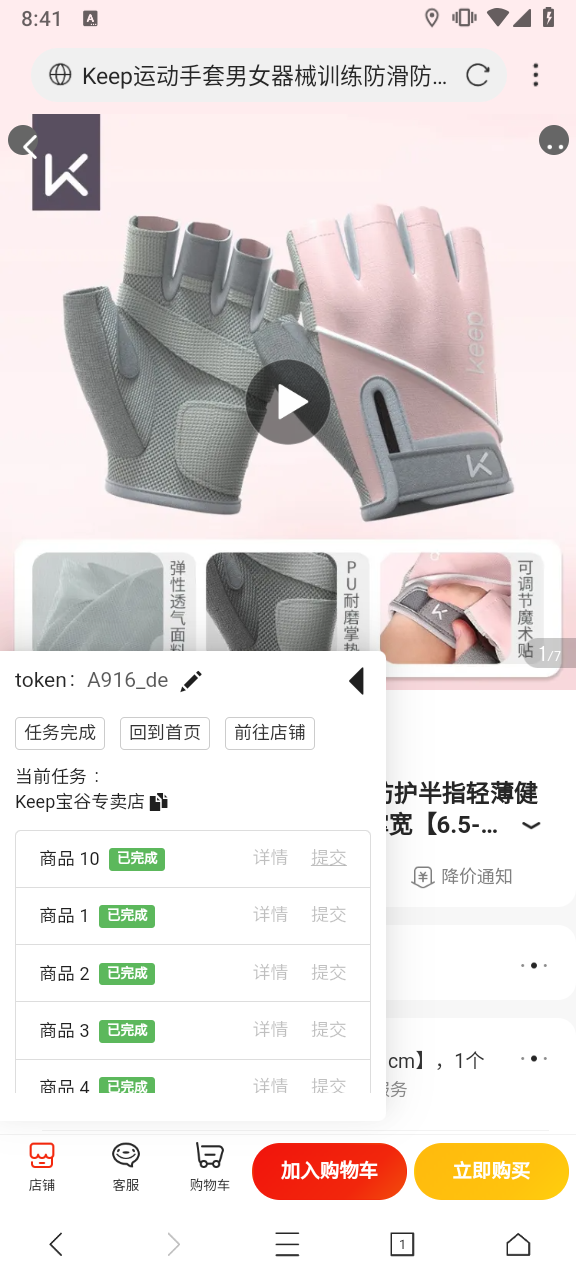 8:41
A
Keep运动手套男女器械训练防滑防...
keep
弹性透气面料
PU耐磨掌垫
可调节魔术贴
1/7
token： A916_de
任务完成
回到首页
前往店铺
当前任务：
Keep宝谷专卖店
防护半指轻薄健
宽【6.5-...
降价通知
商品 10 已完成 详情 提交
商品 1 已完成 详情 提交
商品 2 已完成 详情 提交
商品 3 已完成 详情 提交
cm】，1个
服务
商品 4 已完成 详情 提交
店铺
客服
购物车
加入购物车
立即购买
1